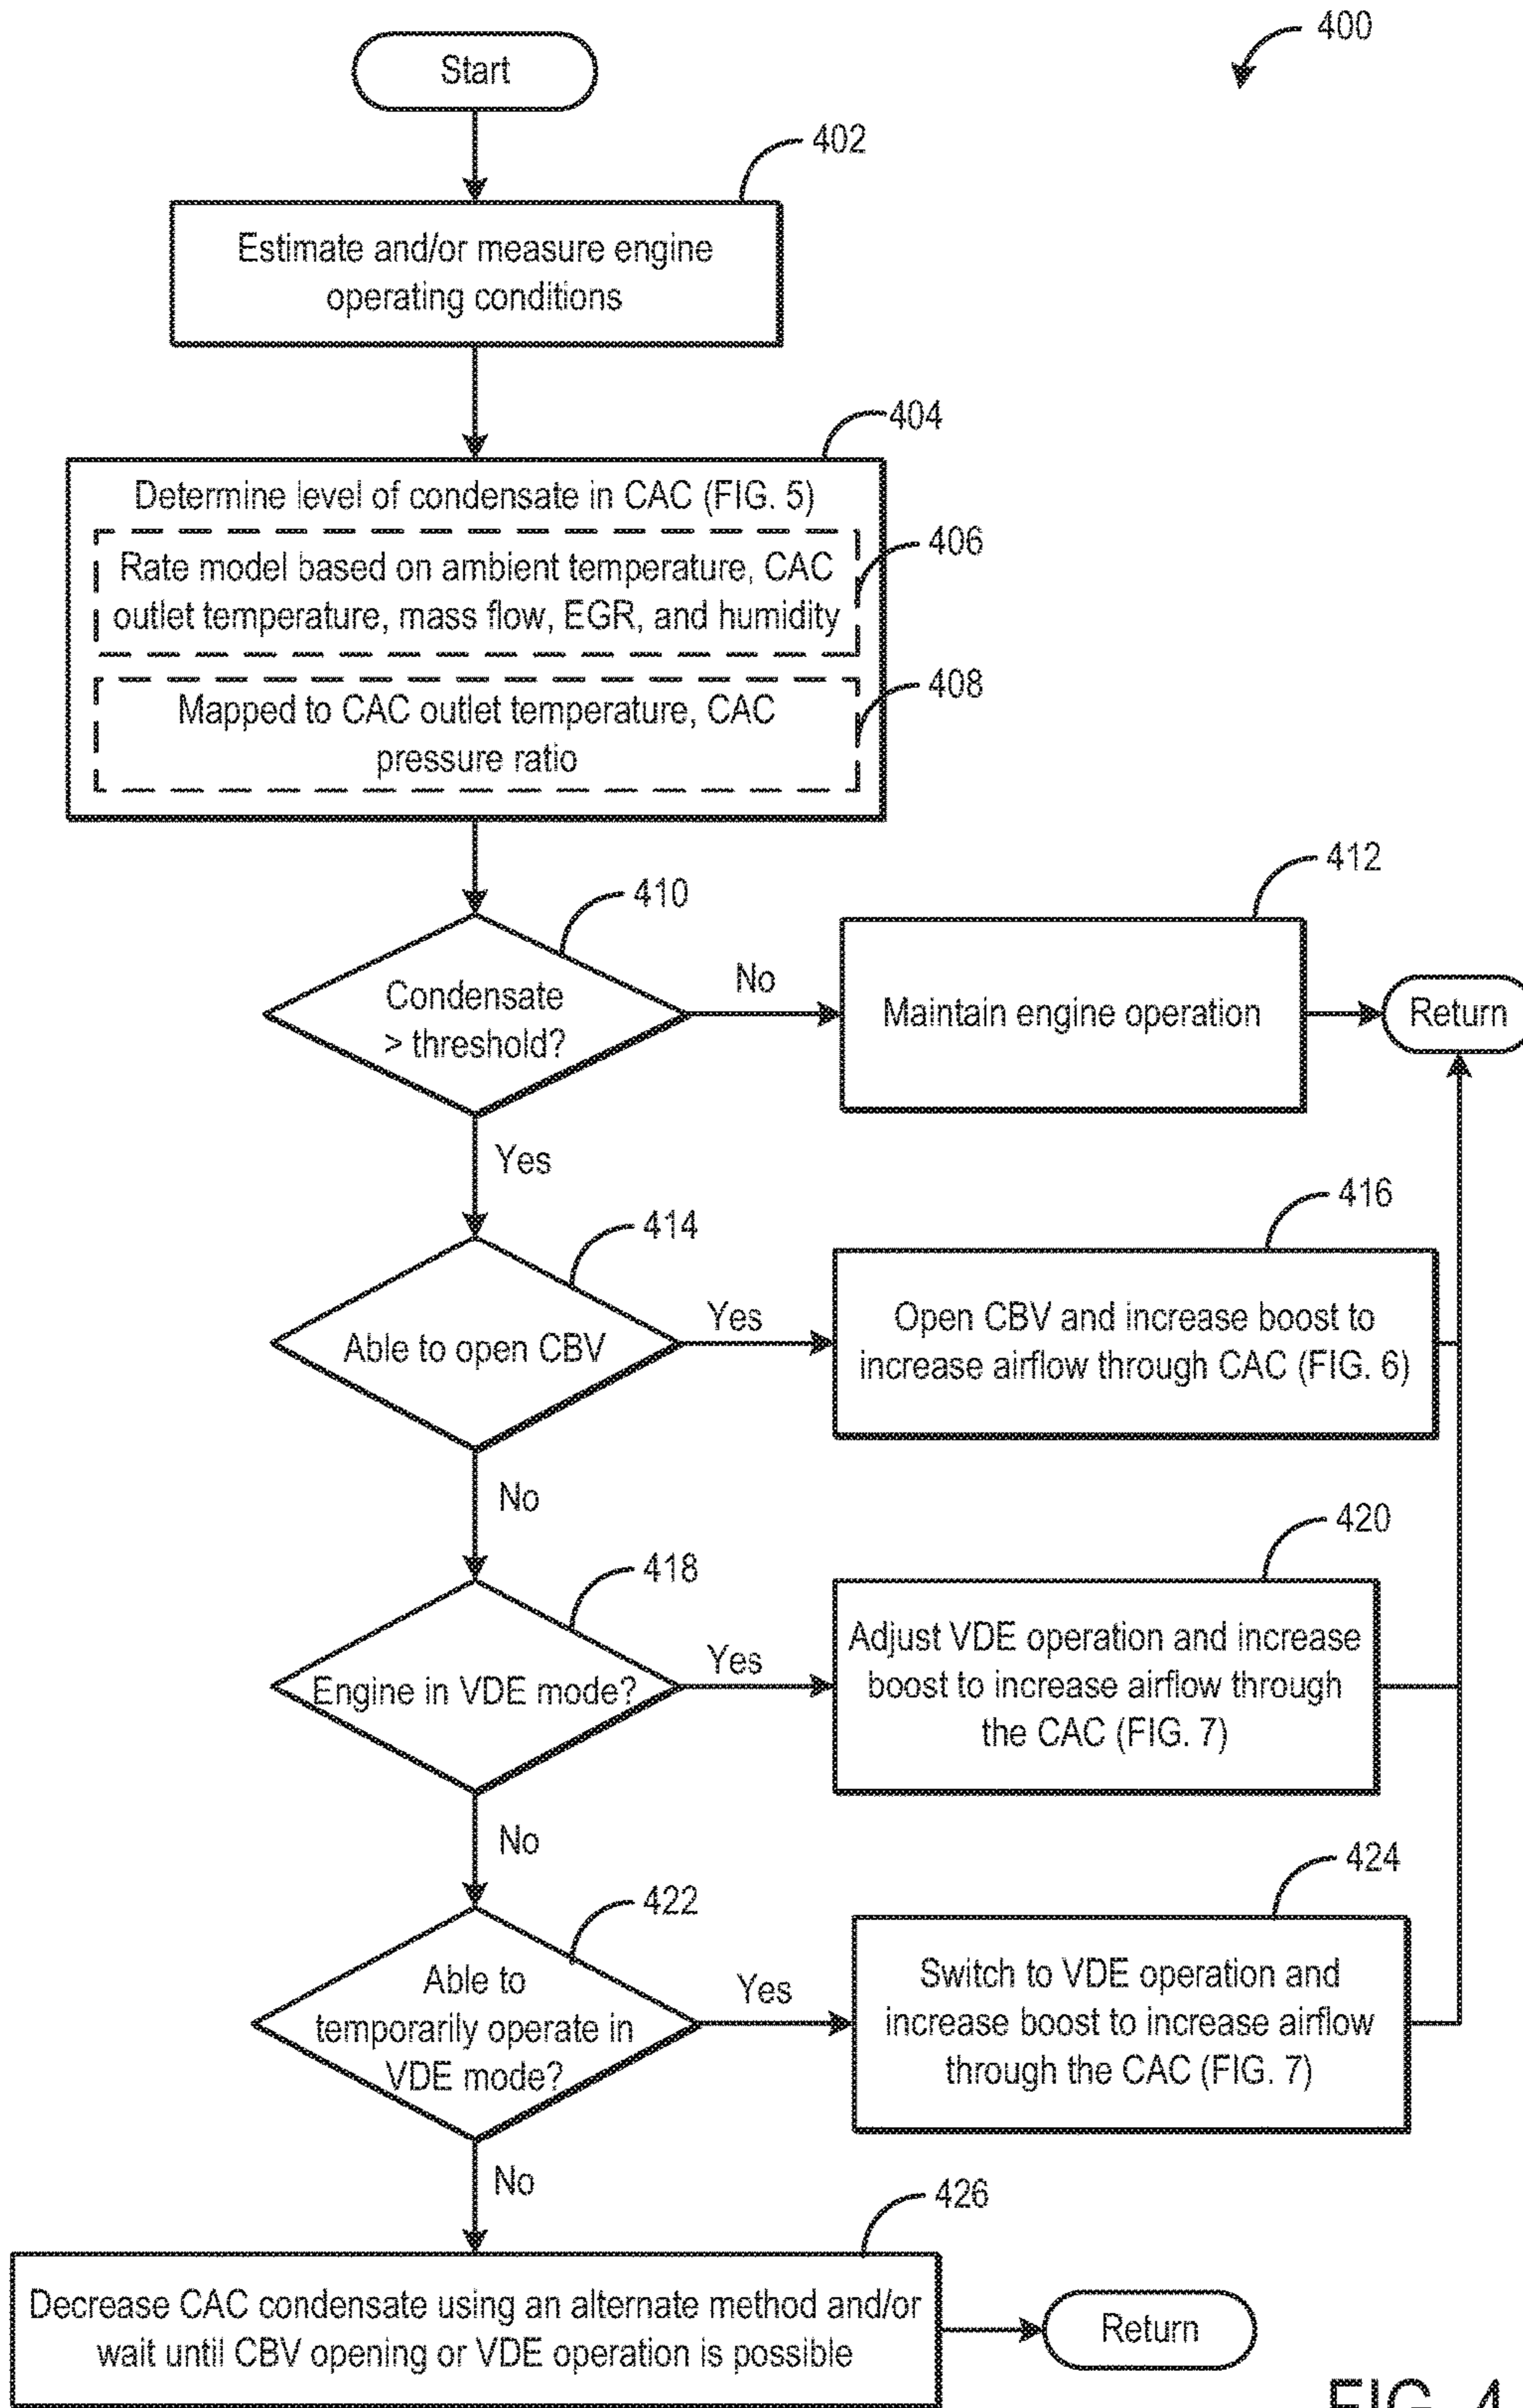 400
Start
402
Estimate and/or measure engine
operating conditions
404
Determine level of condensate in CAC (FIG. 5)
406
Rate model based on ambient temperature, CAC
outlet temperature, mass flow, EGR, and humidity
408
Mapped to CAC outlet temperature, CAC
pressure ratio
410
Condensate
> threshold?
No
412
Maintain engine operation
Return
Yes
414
Able to open CBV
Yes
416
Open CBV and increase boost to
increase airflow through CAC (FIG. 6)
No
418
Engine in VDE mode?
Yes
420
Adjust VDE operation and increase
boost to increase airflow through
the CAC (FIG. 7)
No
422
Able to
temporarily operate in
VDE mode?
Yes
424
Switch to VDE operation and
increase boost to increase airflow
through the CAC (FIG. 7)
No
426
Decrease CAC condensate using an alternate method and/or
wait until CBV opening or VDE operation is possible
Return
FIG. 4